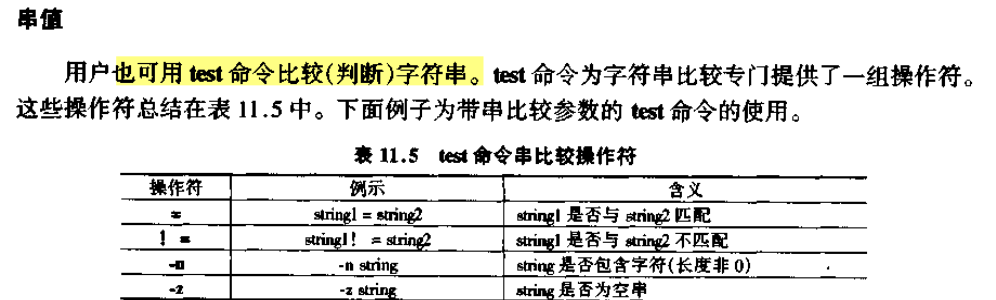 串值
用户也可用 test 命令比较(判断)字符串。test 命令为字符串比较专门提供了一组操作符。
这些操作符总结在表 11.5 中。下面例子为带串比较参数的 test 命令的使用。
表 11.5 test 命令串比较操作符
操作符 例示 含义
= string1 = string2 string1 是否与 string2 匹配
! = string1! = string2 string1 是否与 string2 不匹配
-n -n string string 是否包含字符(长度非 0)
-z -z string string 是否为空串